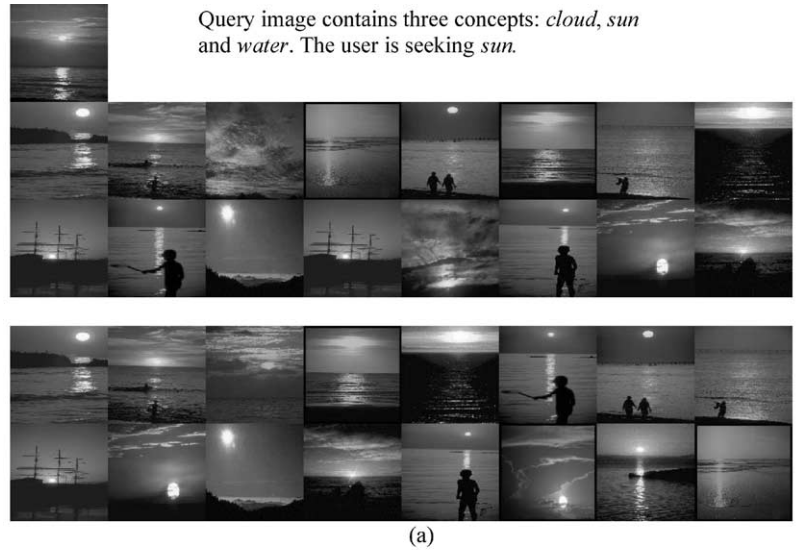 Query image contains three concepts: cloud, sun
and water. The user is seeking sun.
(a)